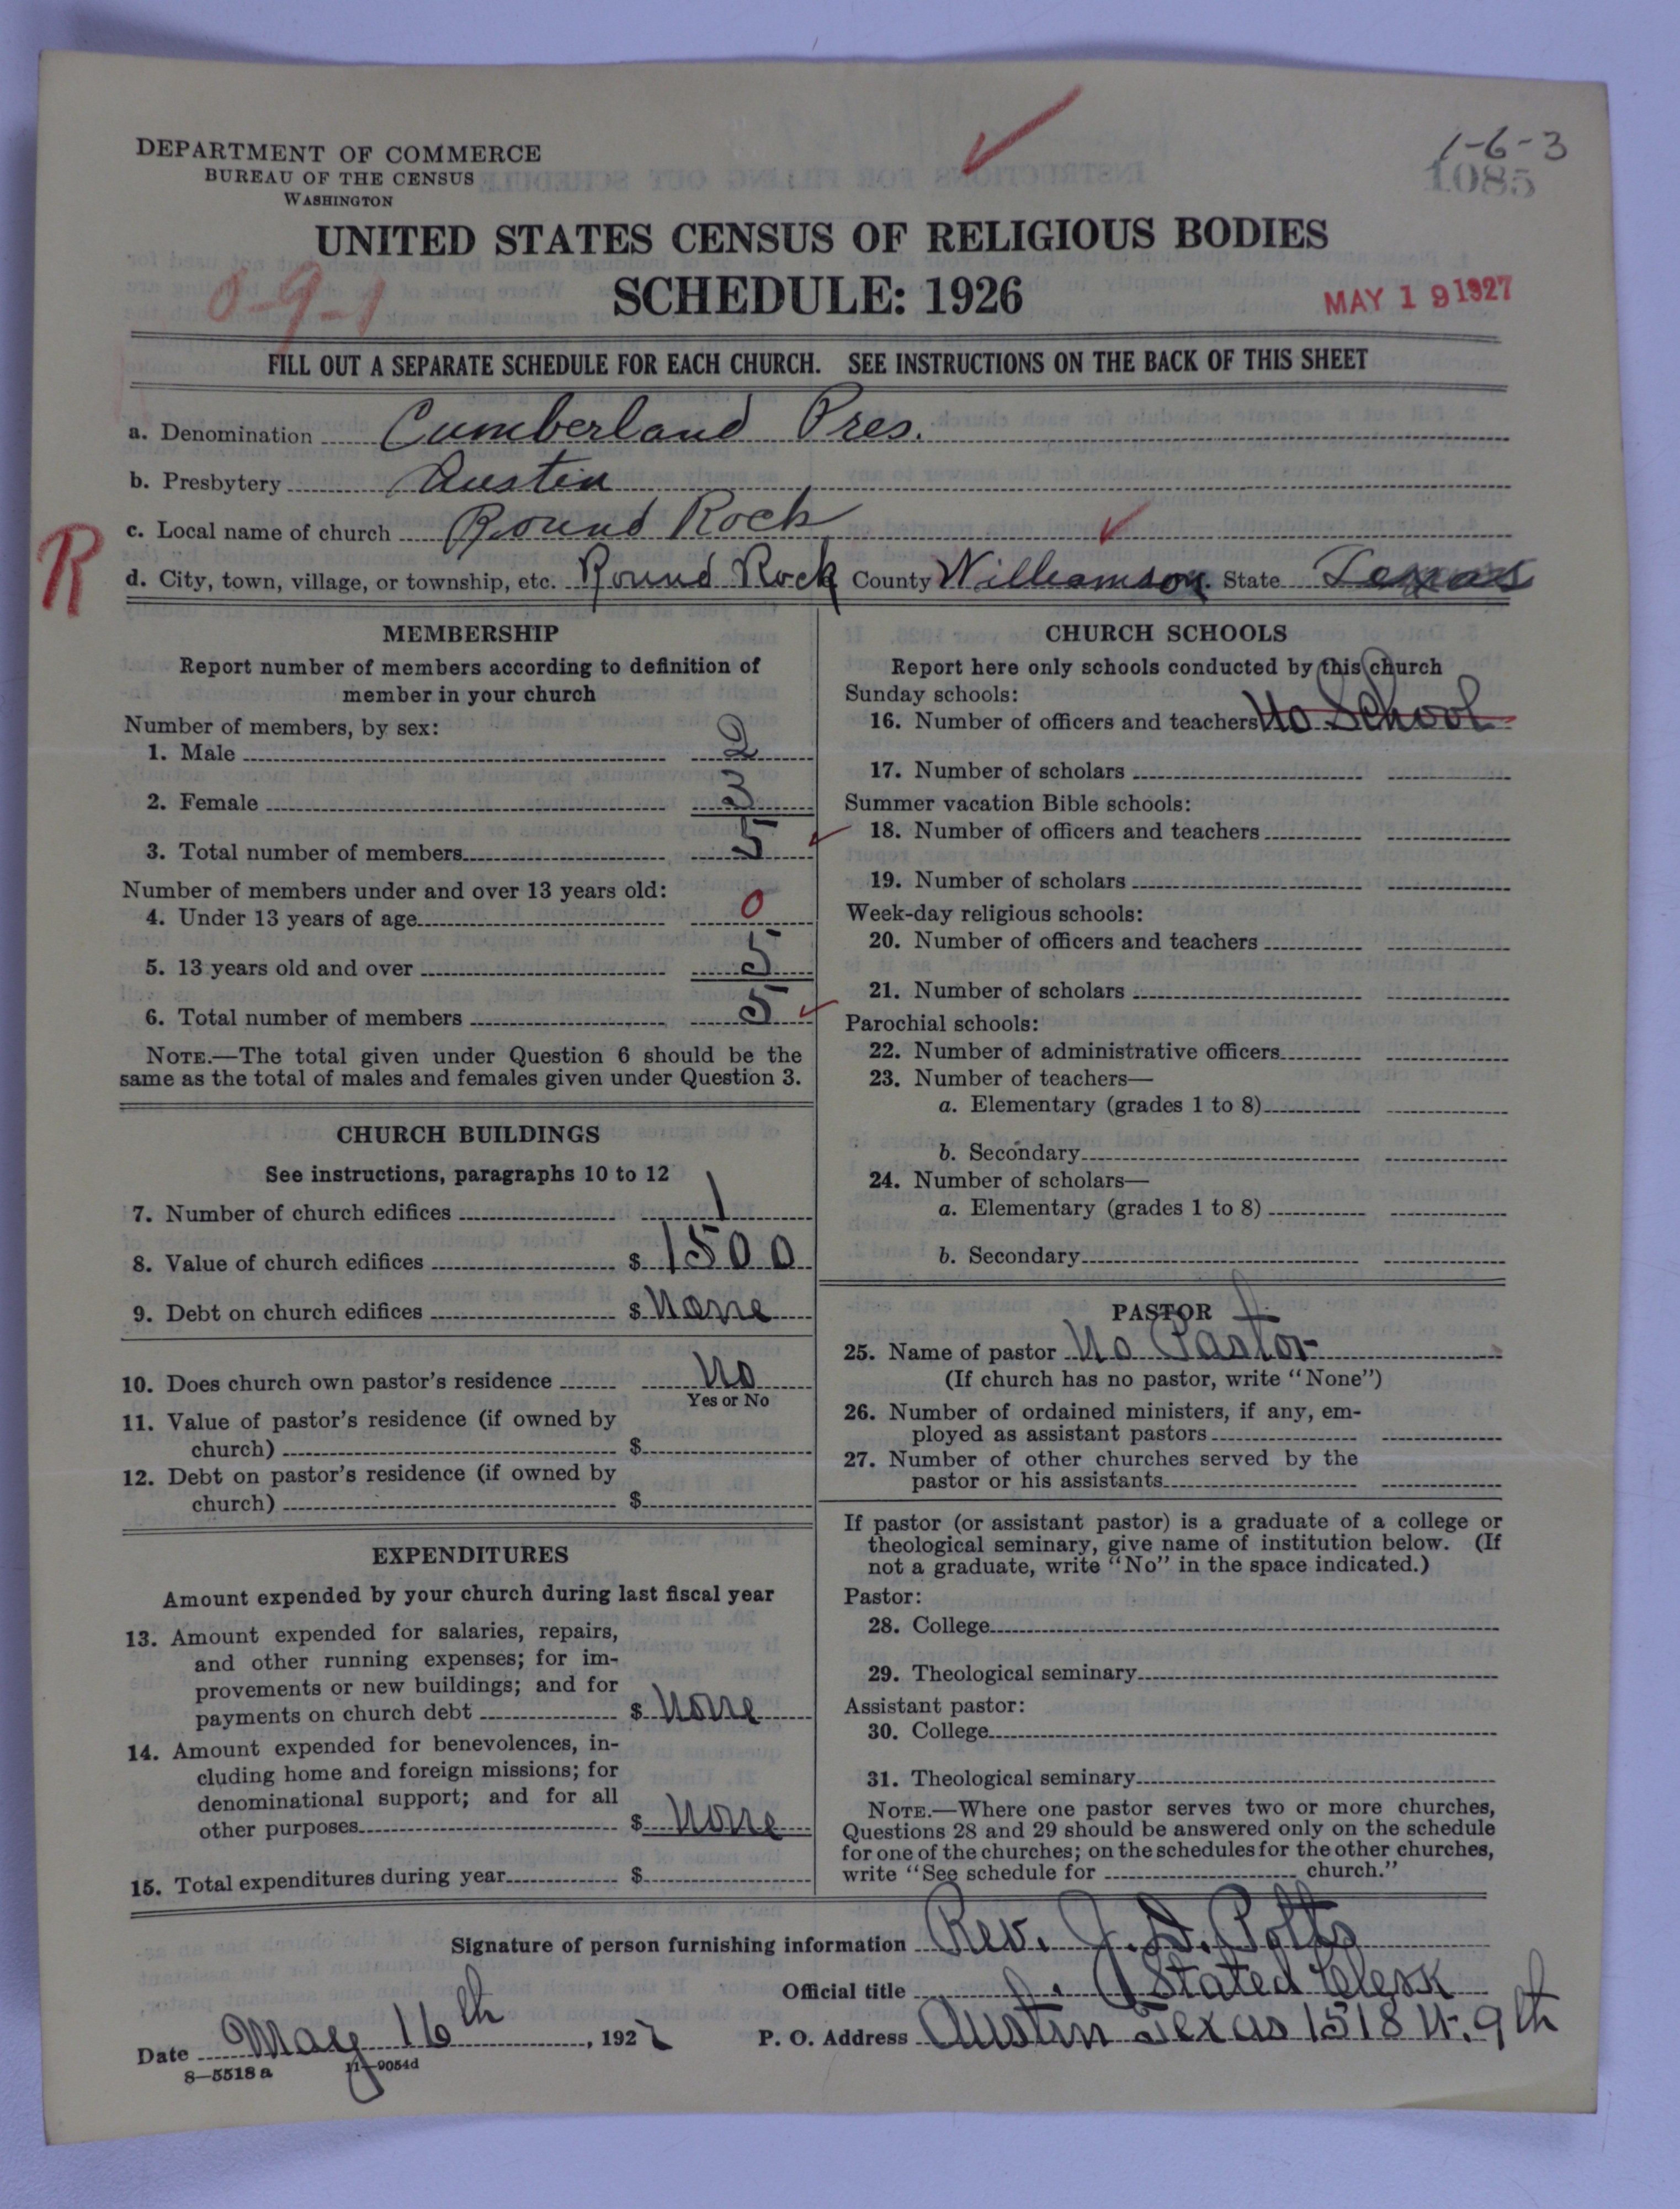 DEPARTMENT OF COMMERCE
BUREAU OF THE CENSUS
WASHINGTON
1-6-3
1085
UNITED STATES CENSUS OF RELIGIOUS BODIES
SCHEDULE: 1926
0-9-1
MAY 19 1927
FILL OUT A SEPARATE SCHEDULE FOR EACH CHURCH. SEE INSTRUCTIONS ON THE BACK OF THIS SHEET
a. Denomination Cumberland Pres.
b. Presbytery Austin
c. Local name of church Round Rock
R
d. City, town, village, or township, etc. Round Rock County Williamson State Texas
MEMBERSHIP
Report number of members according to definition of
member in your church
Number of members, by sex:
1. Male 2
2. Female 3
3. Total number of members 5
Number of members under and over 13 years old:
4. Under 13 years of age 0
5. 13 years old and over 5
6. Total number of members 5
NOTE.—The total given under Question 6 should be the
same as the total of males and females given under Question 3.
CHURCH BUILDINGS
See instructions, paragraphs 10 to 12
7. Number of church edifices 1
8. Value of church edifices $ 1500
9. Debt on church edifices $ None
10. Does church own pastor's residence No
Yes or No
11. Value of pastor's residence (if owned by
church) $
12. Debt on pastor's residence (if owned by
church) $
EXPENDITURES
Amount expended by your church during last fiscal year
13. Amount expended for salaries, repairs,
and other running expenses; for im-
provements or new buildings; and for
payments on church debt $ None
14. Amount expended for benevolences, in-
cluding home and foreign missions; for
denominational support; and for all
other purposes $ None
15. Total expenditures during year $
CHURCH SCHOOLS
Report here only schools conducted by this church
Sunday schools:
16. Number of officers and teachers No School
17. Number of scholars
Summer vacation Bible schools:
18. Number of officers and teachers
19. Number of scholars
Week-day religious schools:
20. Number of officers and teachers
21. Number of scholars
Parochial schools:
22. Number of administrative officers
23. Number of teachers—
a. Elementary (grades 1 to 8)
b. Secondary
24. Number of scholars—
a. Elementary (grades 1 to 8)
b. Secondary
PASTOR
25. Name of pastor No Pastor
(If church has no pastor, write "None")
26. Number of ordained ministers, if any, em-
ployed as assistant pastors
27. Number of other churches served by the
pastor or his assistants
If pastor (or assistant pastor) is a graduate of a college or
theological seminary, give name of institution below. (If
not a graduate, write "No" in the space indicated.)
Pastor:
28. College
29. Theological seminary
Assistant pastor:
30. College
31. Theological seminary
NOTE.—Where one pastor serves two or more churches,
Questions 28 and 29 should be answered only on the schedule
for one of the churches; on the schedules for the other churches,
write "See schedule for church."
Signature of person furnishing information Rev. J. D. Potts
Official title Stated Clerk
Date May 16th, 1927 P. O. Address Austin Texas 1518 W. 9th
8—5518 a 11—9054d